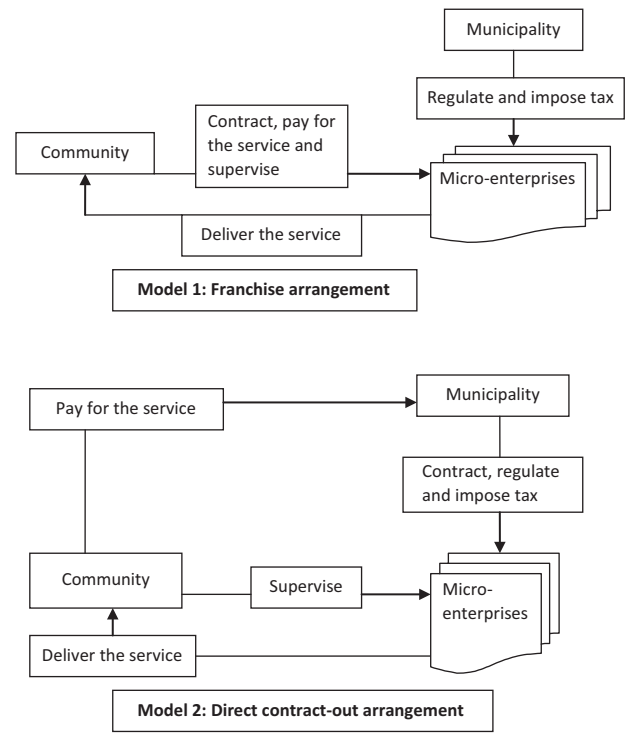 Municipality
Regulate and impose tax
Contract, pay for
the service and
supervise
Community
Micro-enterprises
Deliver the service
Model 1: Franchise arrangement
Pay for the service
Municipality
Contract, regulate
and impose tax
Community
Supervise
Micro-
enterprises
Deliver the service
Model 2: Direct contract-out arrangement